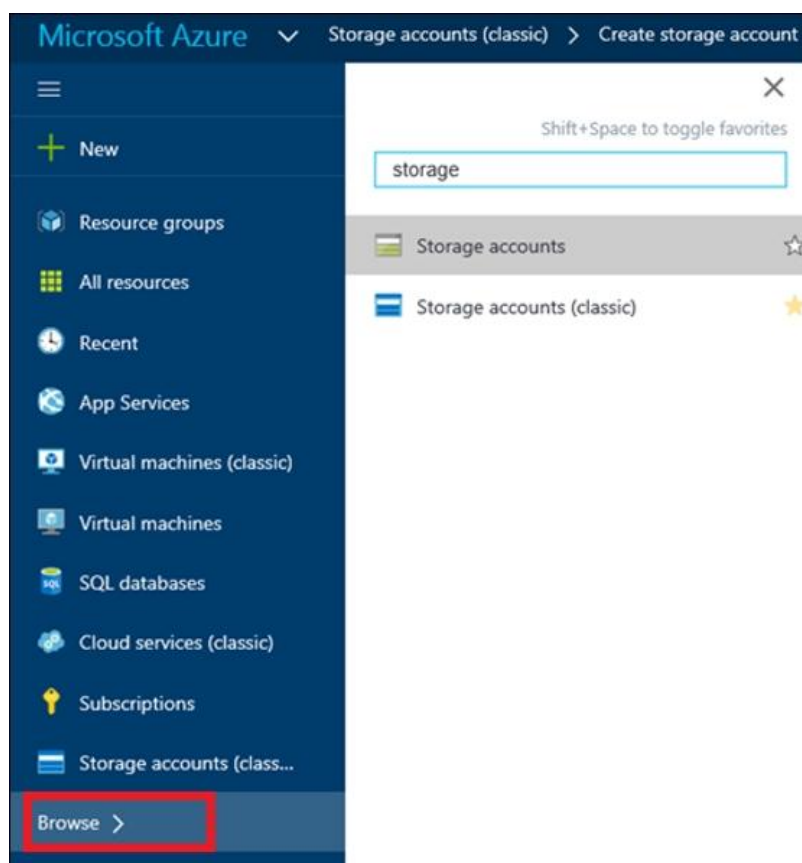 Microsoft Azure Storage accounts (classic) > Create storage account
New
Resource groups
All resources
Recent
App Services
Virtual machines (classic)
Virtual machines
SQL
SQL databases
Cloud services (classic)
Subscriptions
Storage accounts (class...
Browse >
Shift+Space to toggle favorites
storage
Storage accounts
Storage accounts (classic)